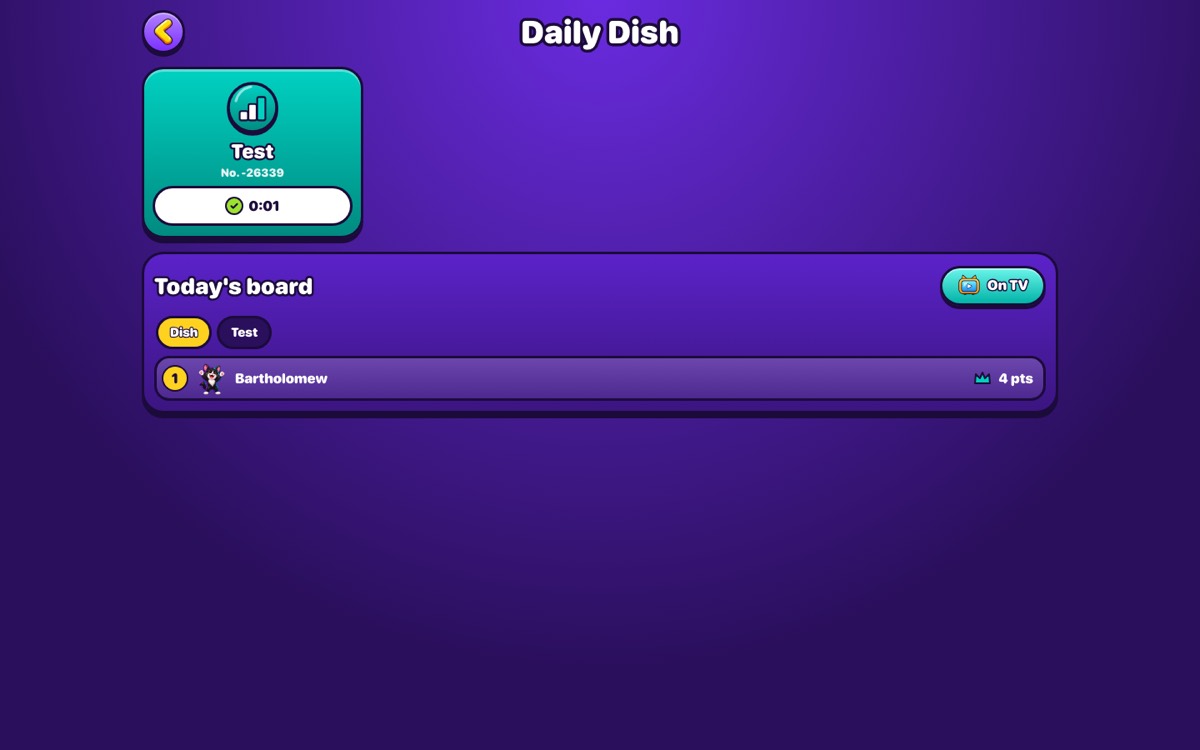 Daily Dish
Test
No. -26339
0:01
Today's board
On TV
Dish
Test
1
Bartholomew
4 pts